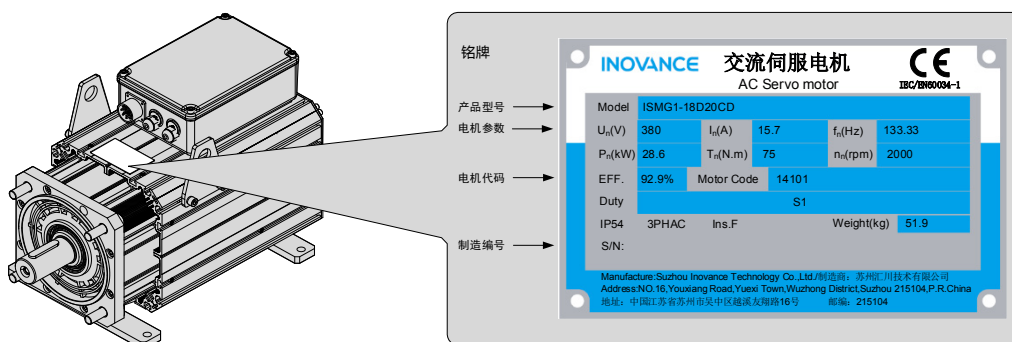 铭牌
INOVANCE 交流伺服电机 CE
AC Servo motor IEC/EN60034-1
产品型号 Model ISMG1-18D20CD
电机参数 Un(V) 380 In(A) 15.7 fn(Hz) 133.33
Pn(kW) 28.6 Tn(N.m) 75 nn(rpm) 2000
电机代码 EFF. 92.9% Motor Code 14101
Duty S1
IP54 3PHAC Ins.F Weight(kg) 51.9
制造编号 S/N:
Manufacture:Suzhou Inovance Technology Co.,Ltd./制造商：苏州汇川技术有限公司
Address:NO.16,Youxiang Road,Yuexi Town,Wuzhong District,Suzhou 215104,P.R.China
地址：中国江苏省苏州市吴中区越溪友翔路16号 邮编：215104